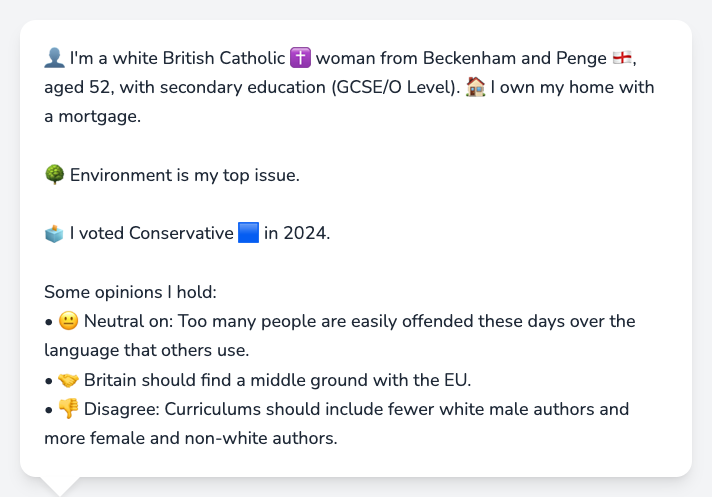 👤 I'm a white British Catholic ✝️ woman from Beckenham and Penge 🏴󠁧󠁢󠁥󠁮󠁧󠁿,
aged 52, with secondary education (GCSE/O Level). 🏠 I own my home with
a mortgage.
🌳 Environment is my top issue.
🗳️ I voted Conservative 🟦 in 2024.
Some opinions I hold:
• 😐 Neutral on: Too many people are easily offended these days over the
language that others use.
• 🤝 Britain should find a middle ground with the EU.
• 👎 Disagree: Curriculums should include fewer white male authors and
more female and non-white authors.